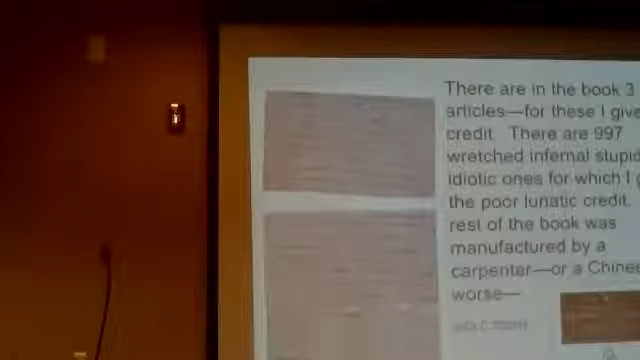 There are in the book 3
articles—for these I give
credit. There are 997
wretched infernal stupid
idiotic ones for which I
the poor lunatic credit.
rest of the book was
manufactured by a
carpenter—or a Chinee
worse—